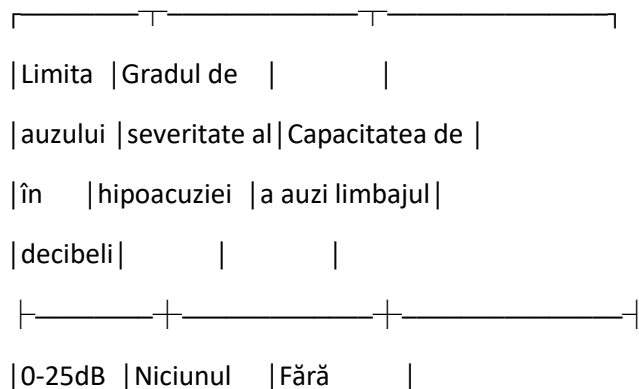 ┌────────┬─────────────┬───────────────┐
|Limita |Gradul de | |
|auzului |severitate al|Capacitatea de |
|în |hipoacuziei |a auzi limbajul|
|decibeli| | |
├────────┼─────────────┼───────────────┤
|0-25dB |Niciunul |Fără |